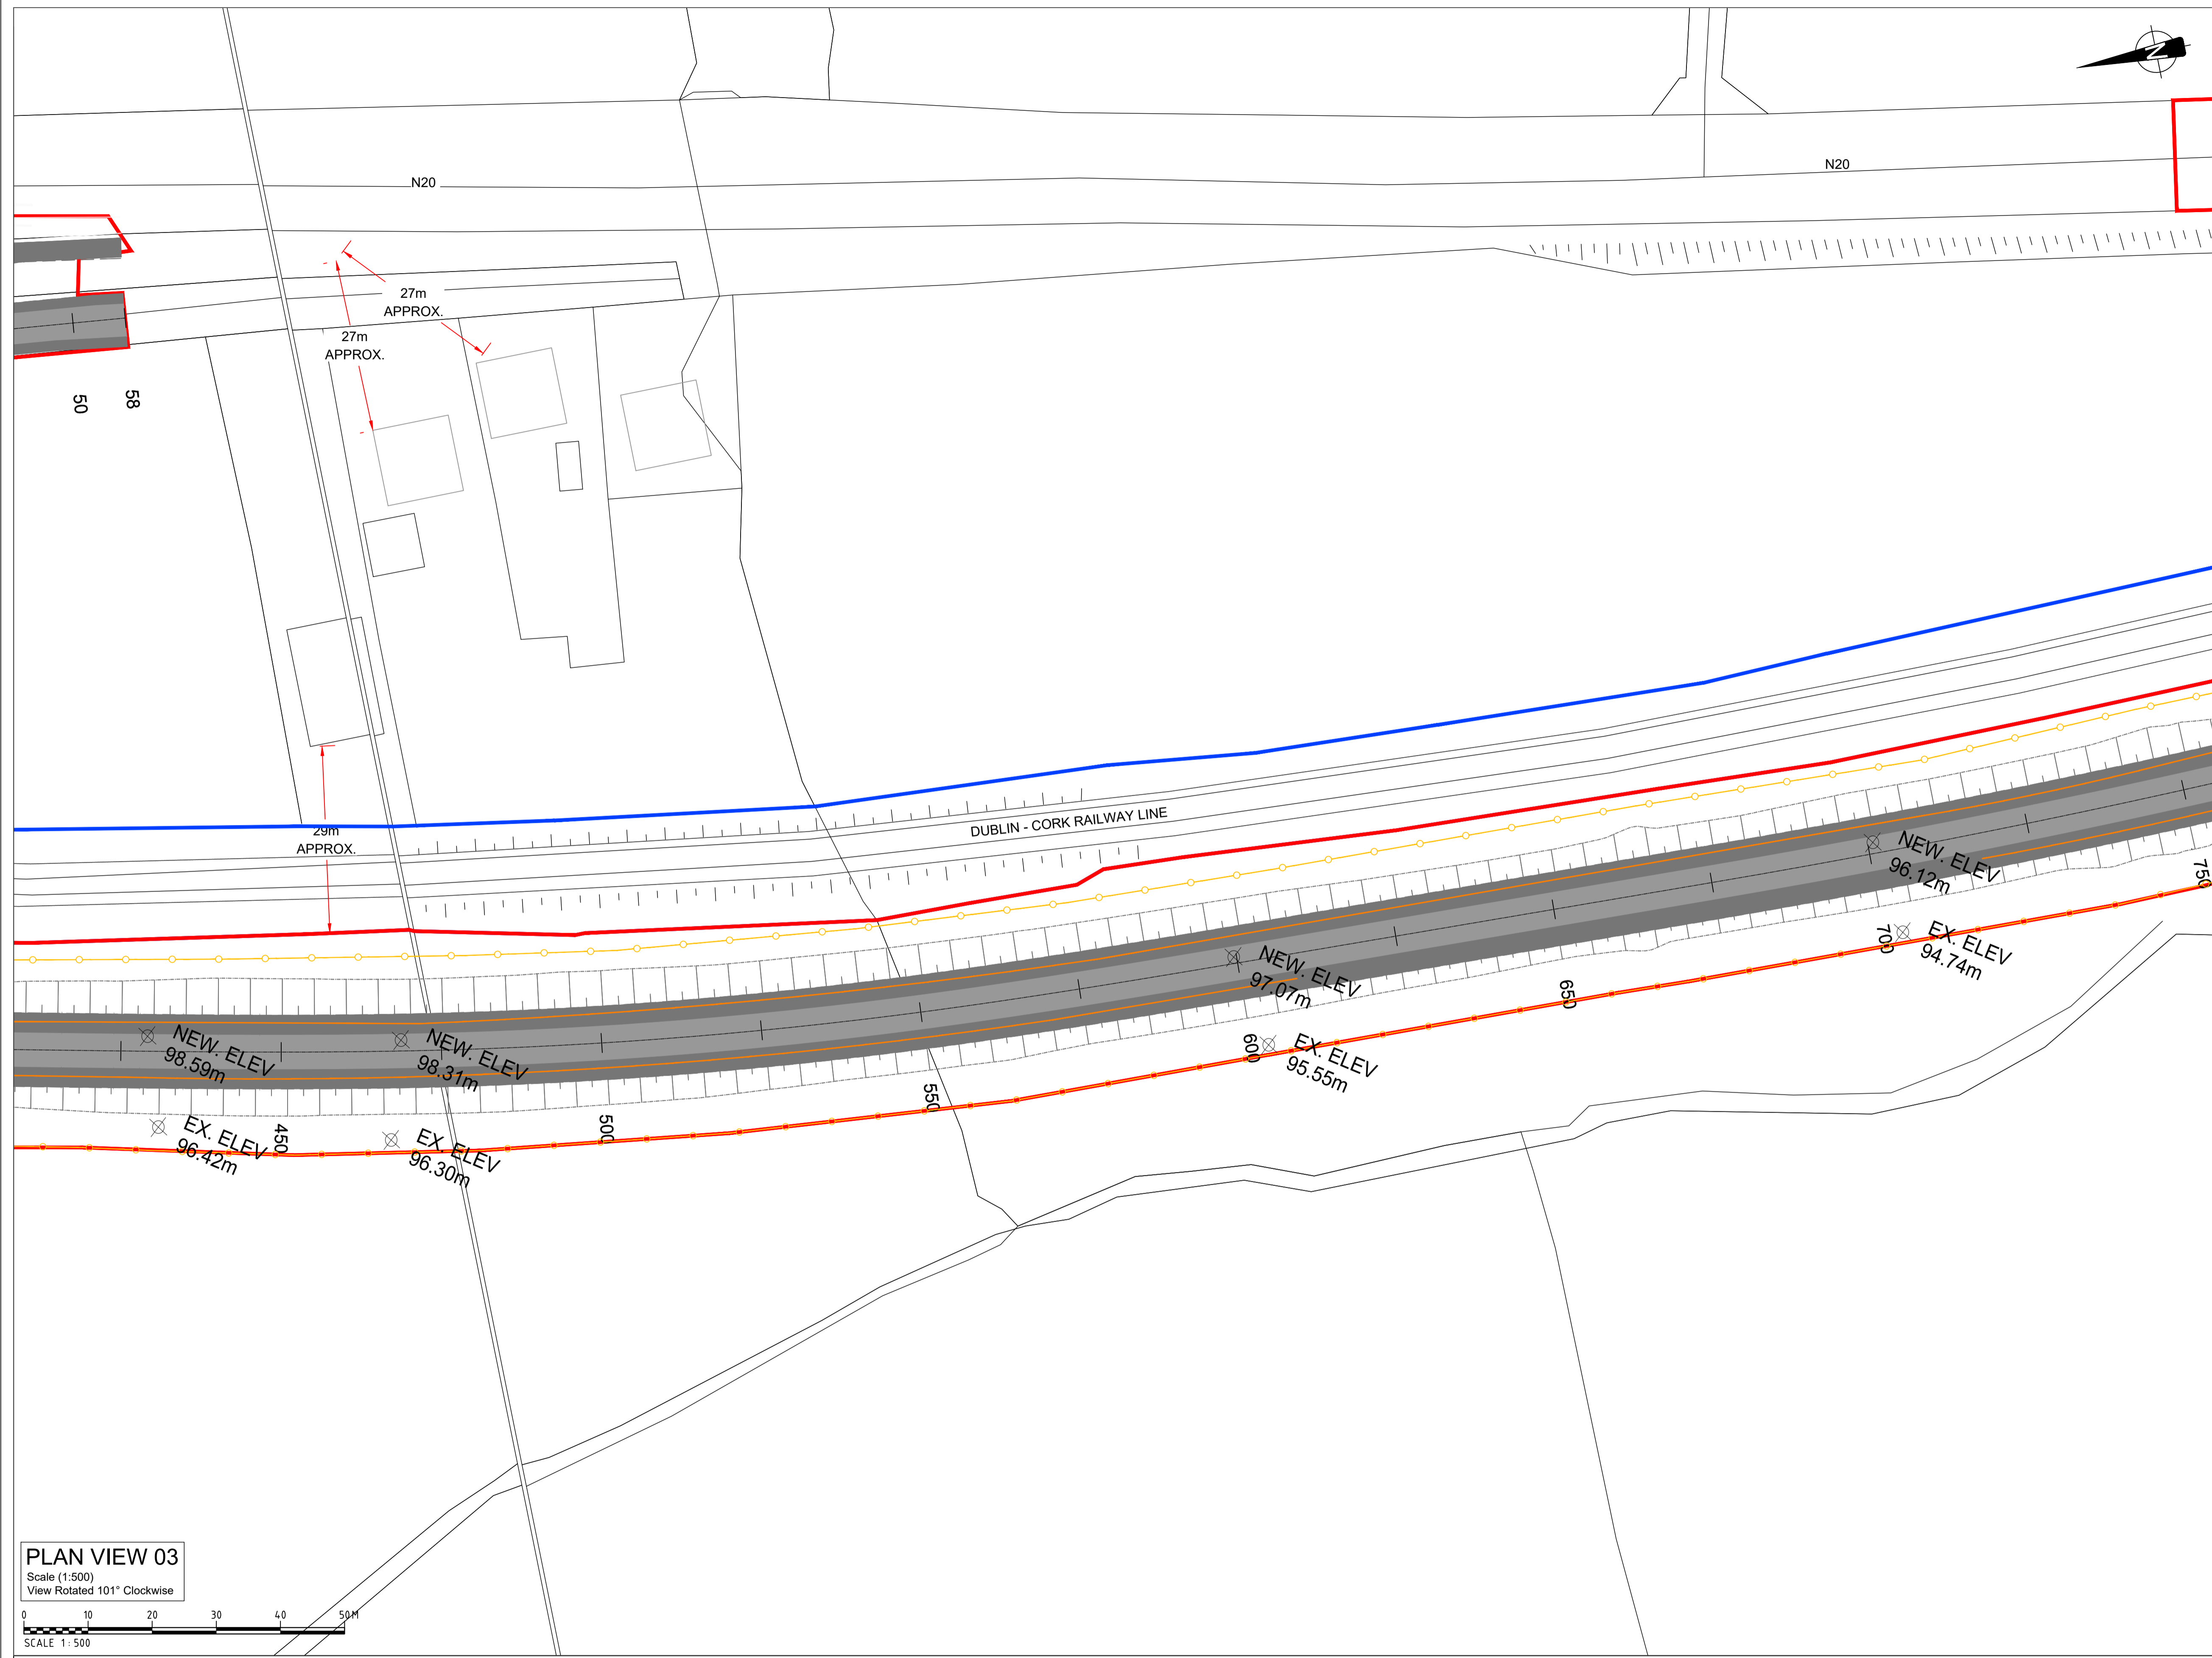 N
N20
N20
27m
APPROX.
27m
APPROX.
50
58
29m
APPROX.
DUBLIN - CORK RAILWAY LINE
NEW. ELEV
96.12m
750
EX. ELEV
94.74m
700
NEW. ELEV
97.07m
650
EX. ELEV
95.55m
600
NEW. ELEV
98.59m
NEW. ELEV
98.31m
550
EX. ELEV
96.42m
450
EX. ELEV
96.30m
500
PLAN VIEW 03
Scale (1:500)
View Rotated 101° Clockwise
0 10 20 30 40 50M
SCALE 1:500